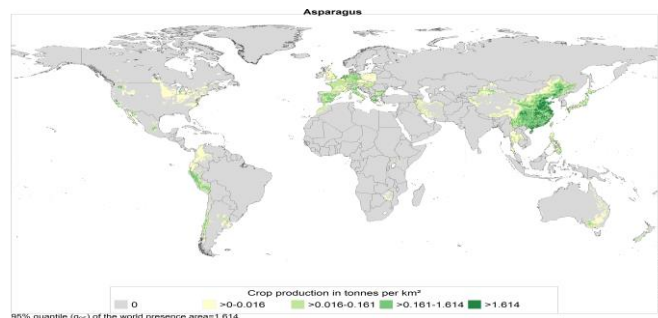 Asparagus
Crop production in tonnes per km²
0 >0-0.016 >0.016-0.161 >0.161-1.614 >1.614
95% quantile (q₉₅) of the world presence area=1.614